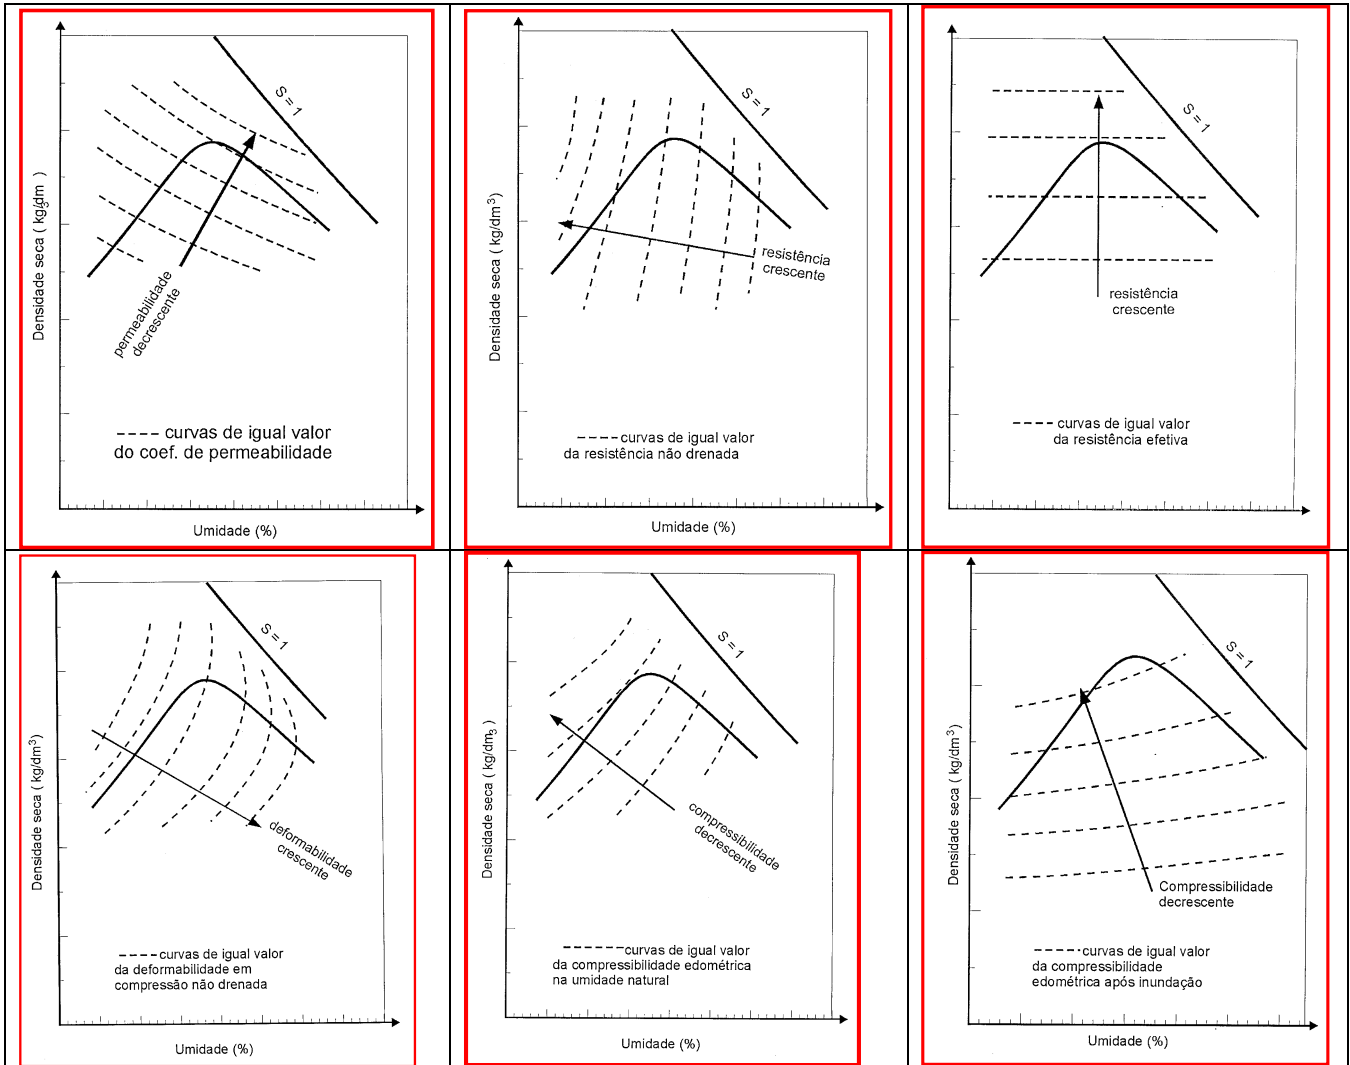 Densidade seca ( kg/dm3 )
S = 1
permeabilidade
decrescente
---- curvas de igual valor
do coef. de permeabilidade
Umidade (%)
Densidade seca ( kg/dm3)
S = 1
resistência
crescente
----curvas de igual valor
da resistência não drenada
Umidade (%)
S = 1
resistência
crescente
---- curvas de igual valor
da resistência efetiva
Densidade seca ( kg/dm3)
S = 1
deformabilidade
crescente
----curvas de igual valor
da deformabilidade em
compressão não drenada
Umidade (%)
Densidade seca ( kg/dm3)
S = 1
compressibilidade
decrescente
------curvas de igual valor
da compressibilidade edométrica
na umidade natural
Umidade (%)
Densidade seca ( kg/dm3)
S = 1
Compressibilidade
decrescente
-----curvas de igual valor
da compressibilidade
edométrica após inundação
Umidade (%)